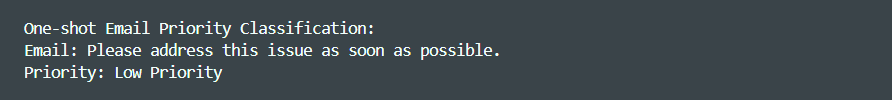 One-shot Email Priority Classification:
Email: Please address this issue as soon as possible.
Priority: Low Priority